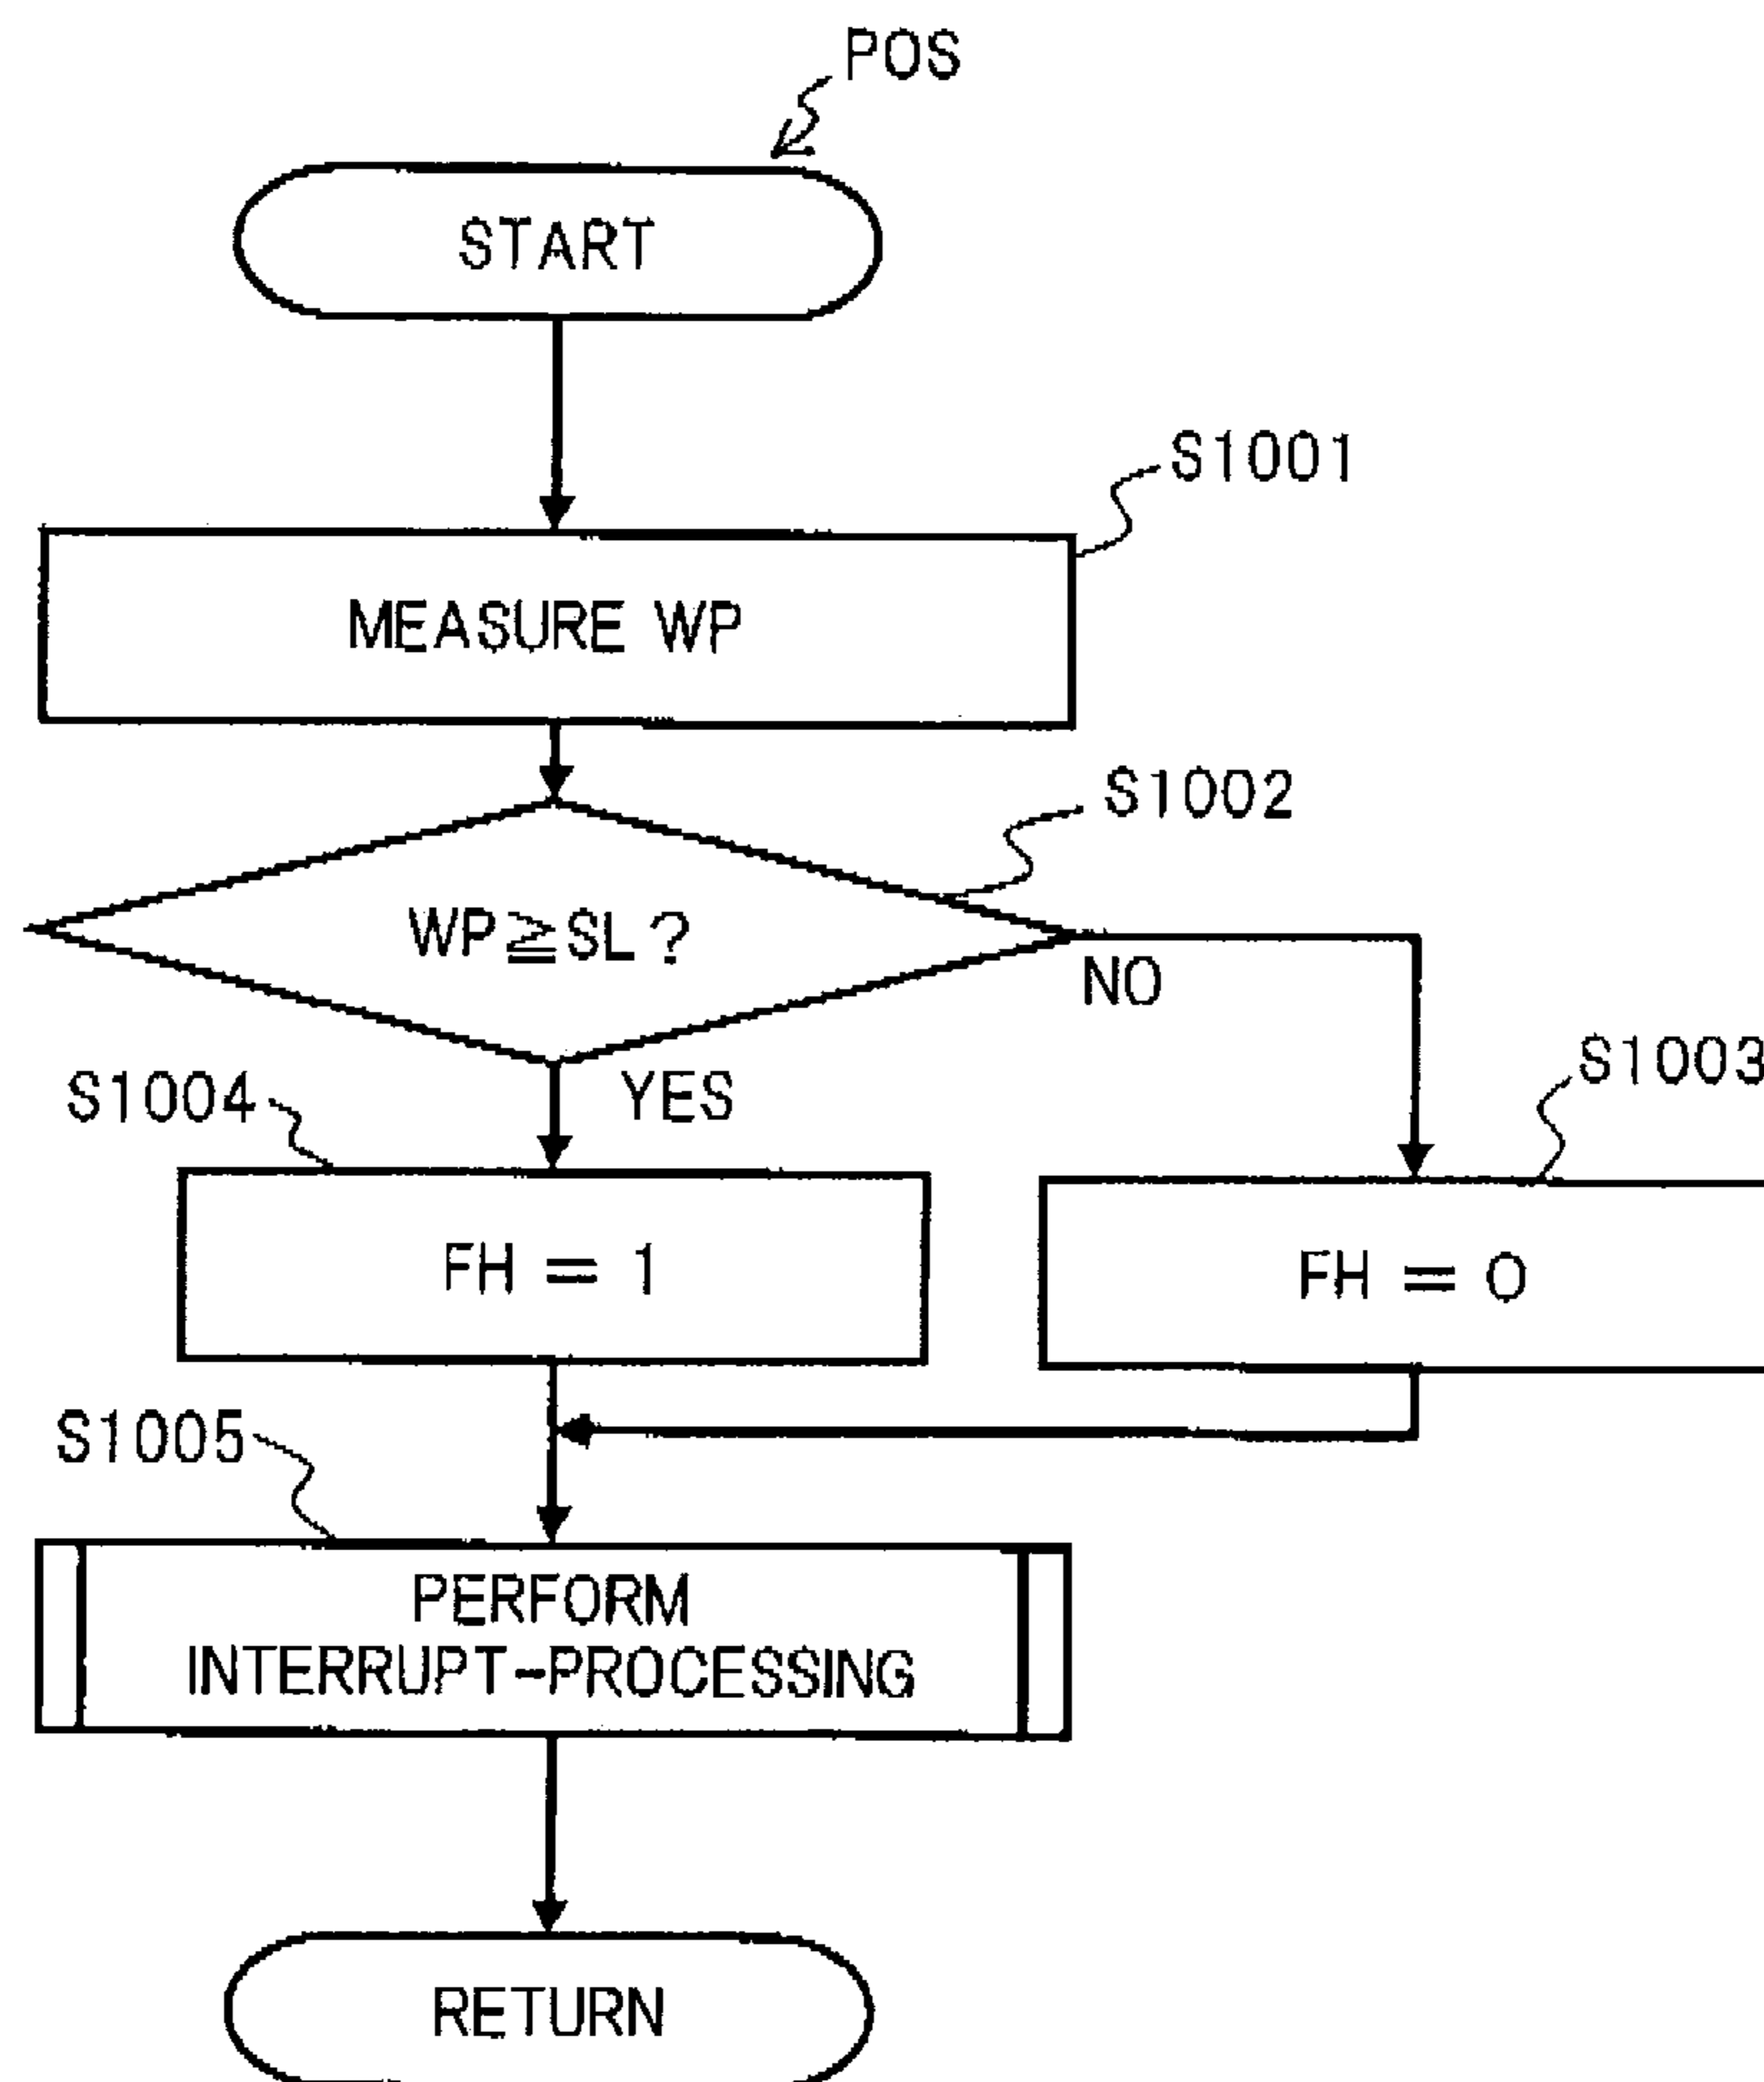 POS
START
S1001
MEASURE WP
S1002
WP≧SL?
NO
YES
S1003
S1004
FH = 1
FH = 0
S1005
PERFORM
INTERRUPT-PROCESSING
RETURN